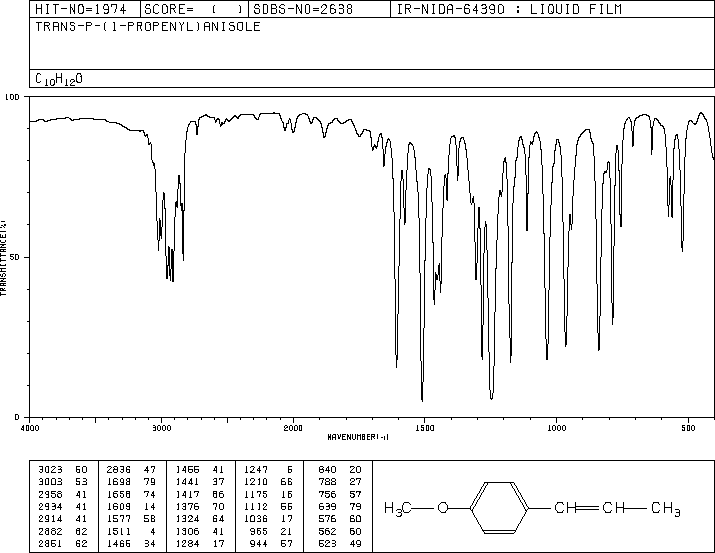 HIT-NO=1974 SCORE= ( ) SDBS-NO=2638 IR-NIDA-64390 : LIQUID FILM
TRANS-P-(1-PROPENYL)ANISOLE
C10H12O
100
50
0
TRANSMITTANCE(%)
4000 3000 2000 1500 1000 500
WAVENUMBER(-1)
3023 60 2836 47 1455 41 1247 5 840 20
3003 53 1698 79 1441 37 1210 66 788 27
2958 41 1658 74 1417 86 1175 16 756 57
2934 41 1609 14 1376 70 1112 56 639 79
2914 41 1577 58 1324 64 1036 17 576 60
2882 62 1511 4 1306 41 965 21 562 60
2851 62 1465 34 1284 17 944 57 523 49
H3C O CH CH CH3